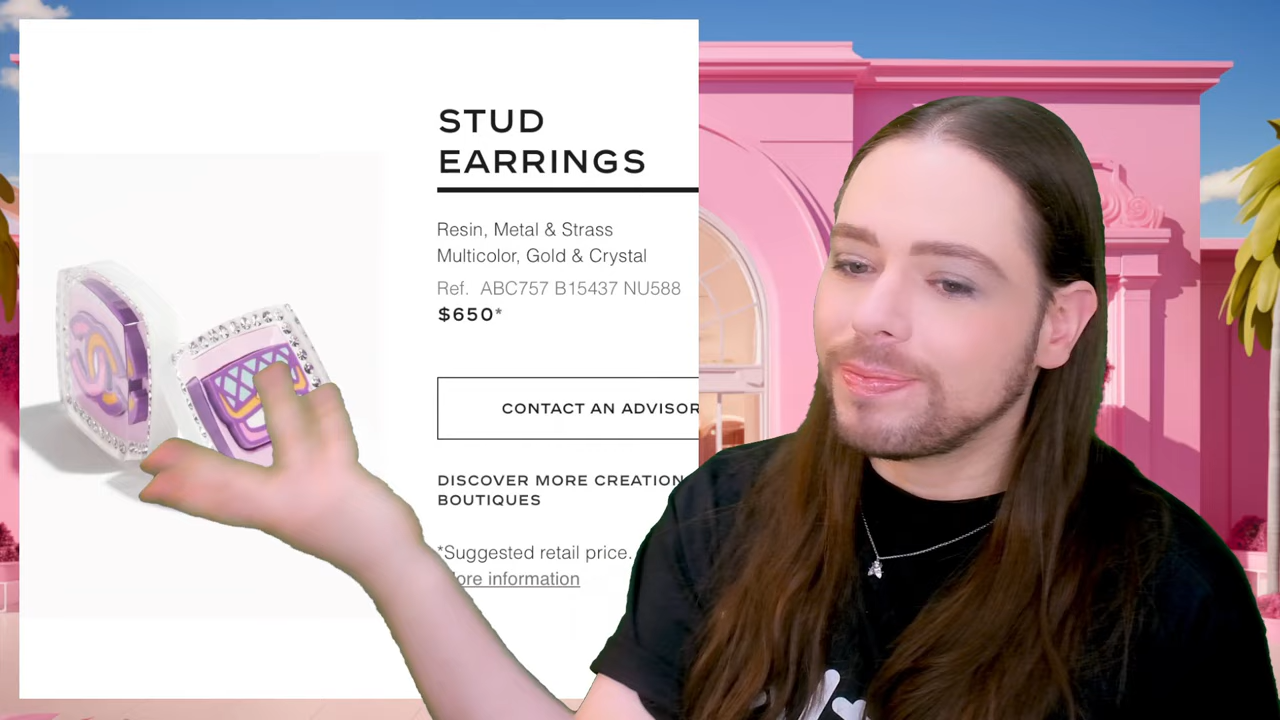 STUD
EARRINGS
Resin, Metal & Strass
Multicolor, Gold & Crystal
Ref. ABC757 B15437 NU588
$650*
CONTACT AN ADVISOR
DISCOVER MORE CREATION
BOUTIQUES
*Suggested retail price.
ore information